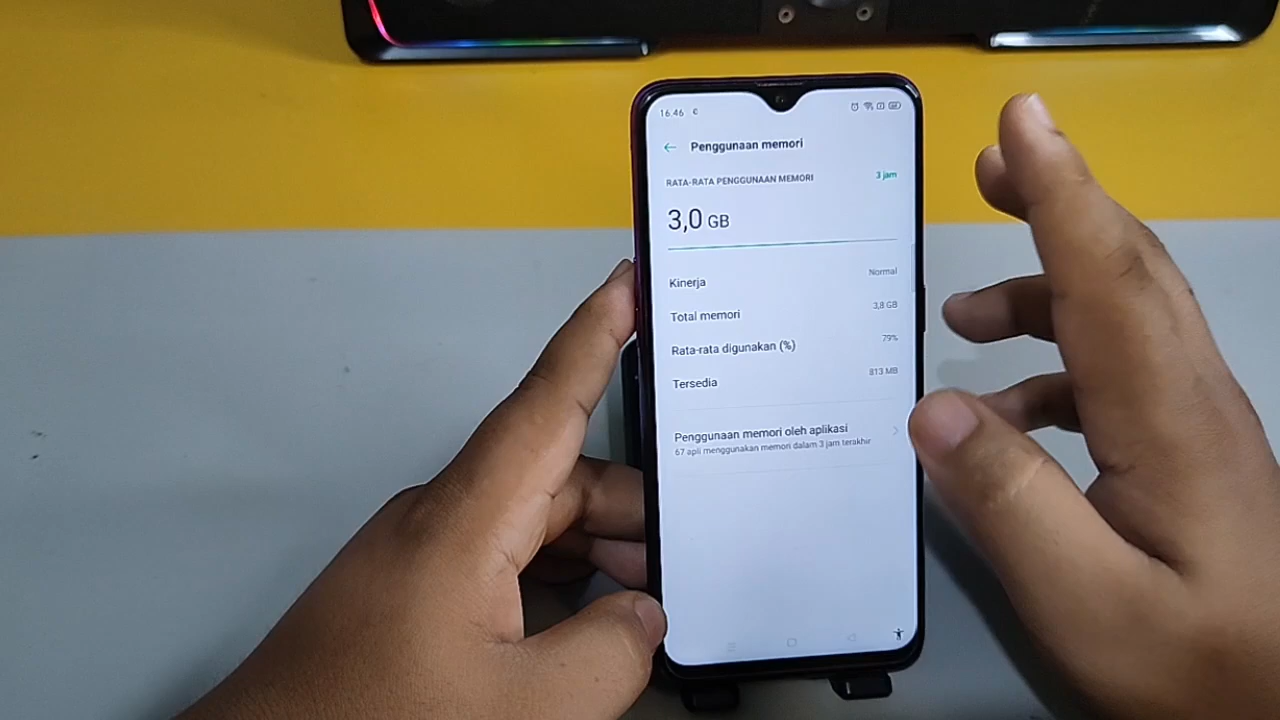 16.46
Penggunaan memori
RATA-RATA PENGGUNAAN MEMORI 3 jam
3,0 GB
Kinerja Normal
Total memori 3,8 GB
Rata-rata digunakan (%) 79%
Tersedia 813 MB
Penggunaan memori oleh aplikasi
67 apli menggunakan memori dalam 3 jam terakhir